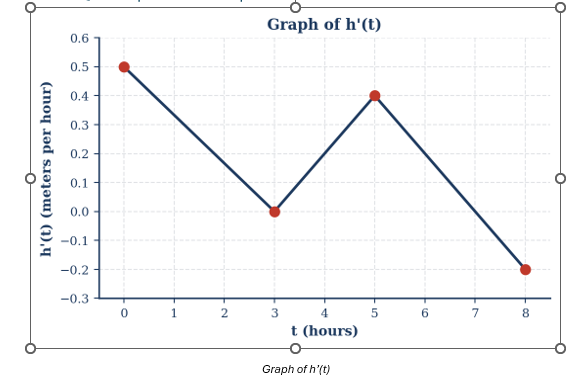 Graph of h'(t)
0.6
0.5
0.4
0.3
0.2
0.1
0.0
−0.1
−0.2
−0.3
h'(t) (meters per hour)
0 1 2 3 4 5 6 7 8
t (hours)
Graph of h'(t)